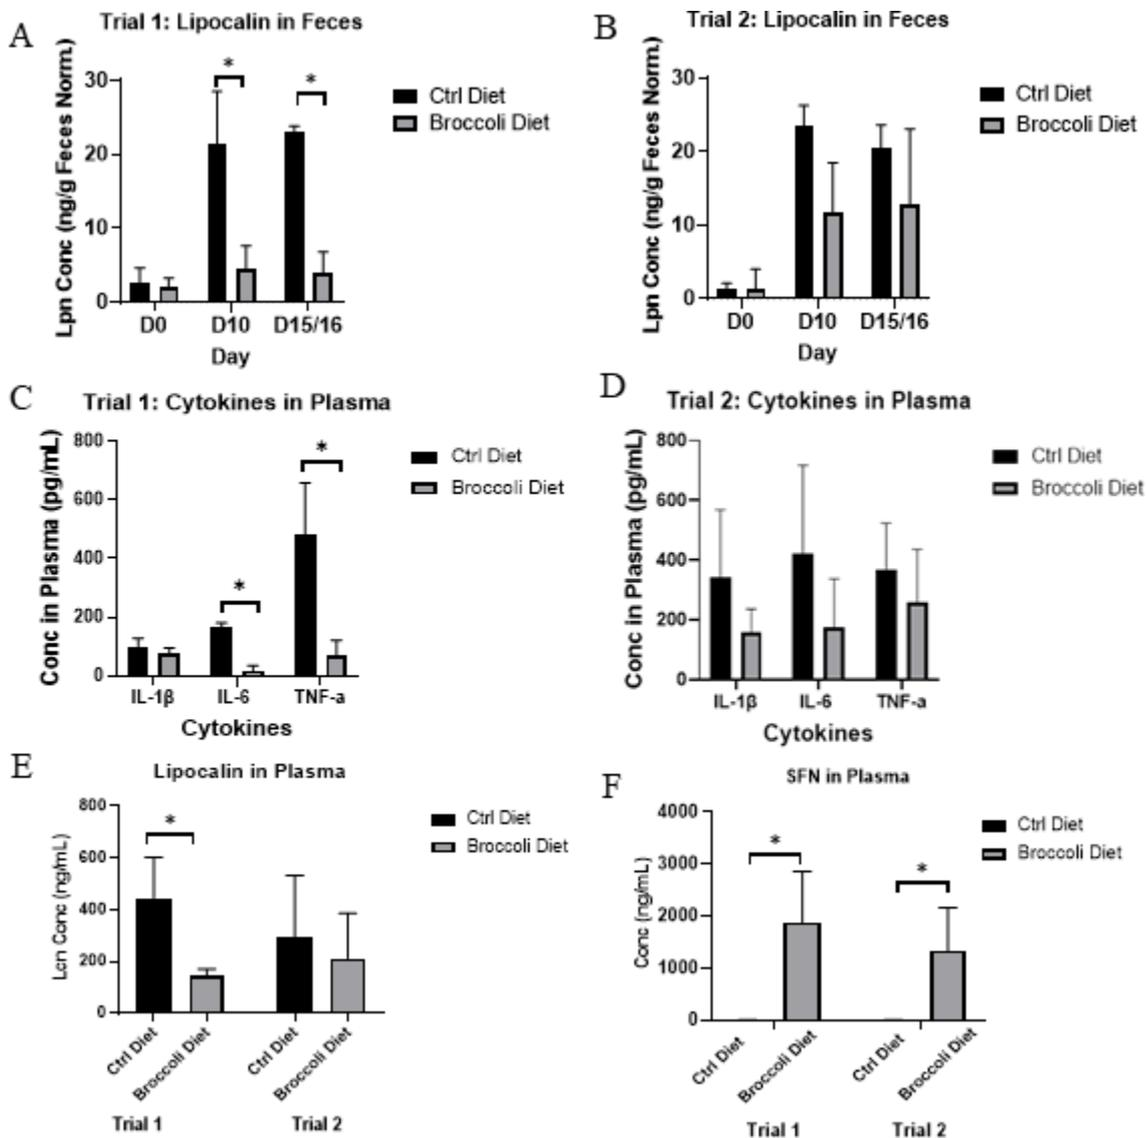 A
Trial 1: Lipocalin in Feces
Lpn Conc (ng/g Feces Norm.)
30
20
10
0
*
*
Ctrl Diet
Broccoli Diet
D0
D10
D15/16
Day
B
Trial 2: Lipocalin in Feces
Lpn Conc (ng/g Feces Norm.)
30
20
10
0
Ctrl Diet
Broccoli Diet
D0
D10
D15/16
Day
C
Trial 1: Cytokines in Plasma
Conc in Plasma (pg/mL)
800
600
400
200
0
*
*
Ctrl Diet
Broccoli Diet
IL-1β
IL-6
TNF-a
Cytokines
D
Trial 2: Cytokines in Plasma
Conc in Plasma (pg/mL)
800
600
400
200
0
Ctrl Diet
Broccoli Diet
IL-1β
IL-6
TNF-a
Cytokines
E
Lipocalin in Plasma
Lcn Conc (ng/mL)
800
600
400
200
0
*
Ctrl Diet
Broccoli Diet
Ctrl Diet
Broccoli Diet
Ctrl Diet
Broccoli Diet
Trial 1
Trial 2
F
SFN in Plasma
Conc (ng/mL)
4000
3000
2000
1000
0
*
*
Ctrl Diet
Broccoli Diet
Ctrl Diet
Broccoli Diet
Ctrl Diet
Broccoli Diet
Trial 1
Trial 2